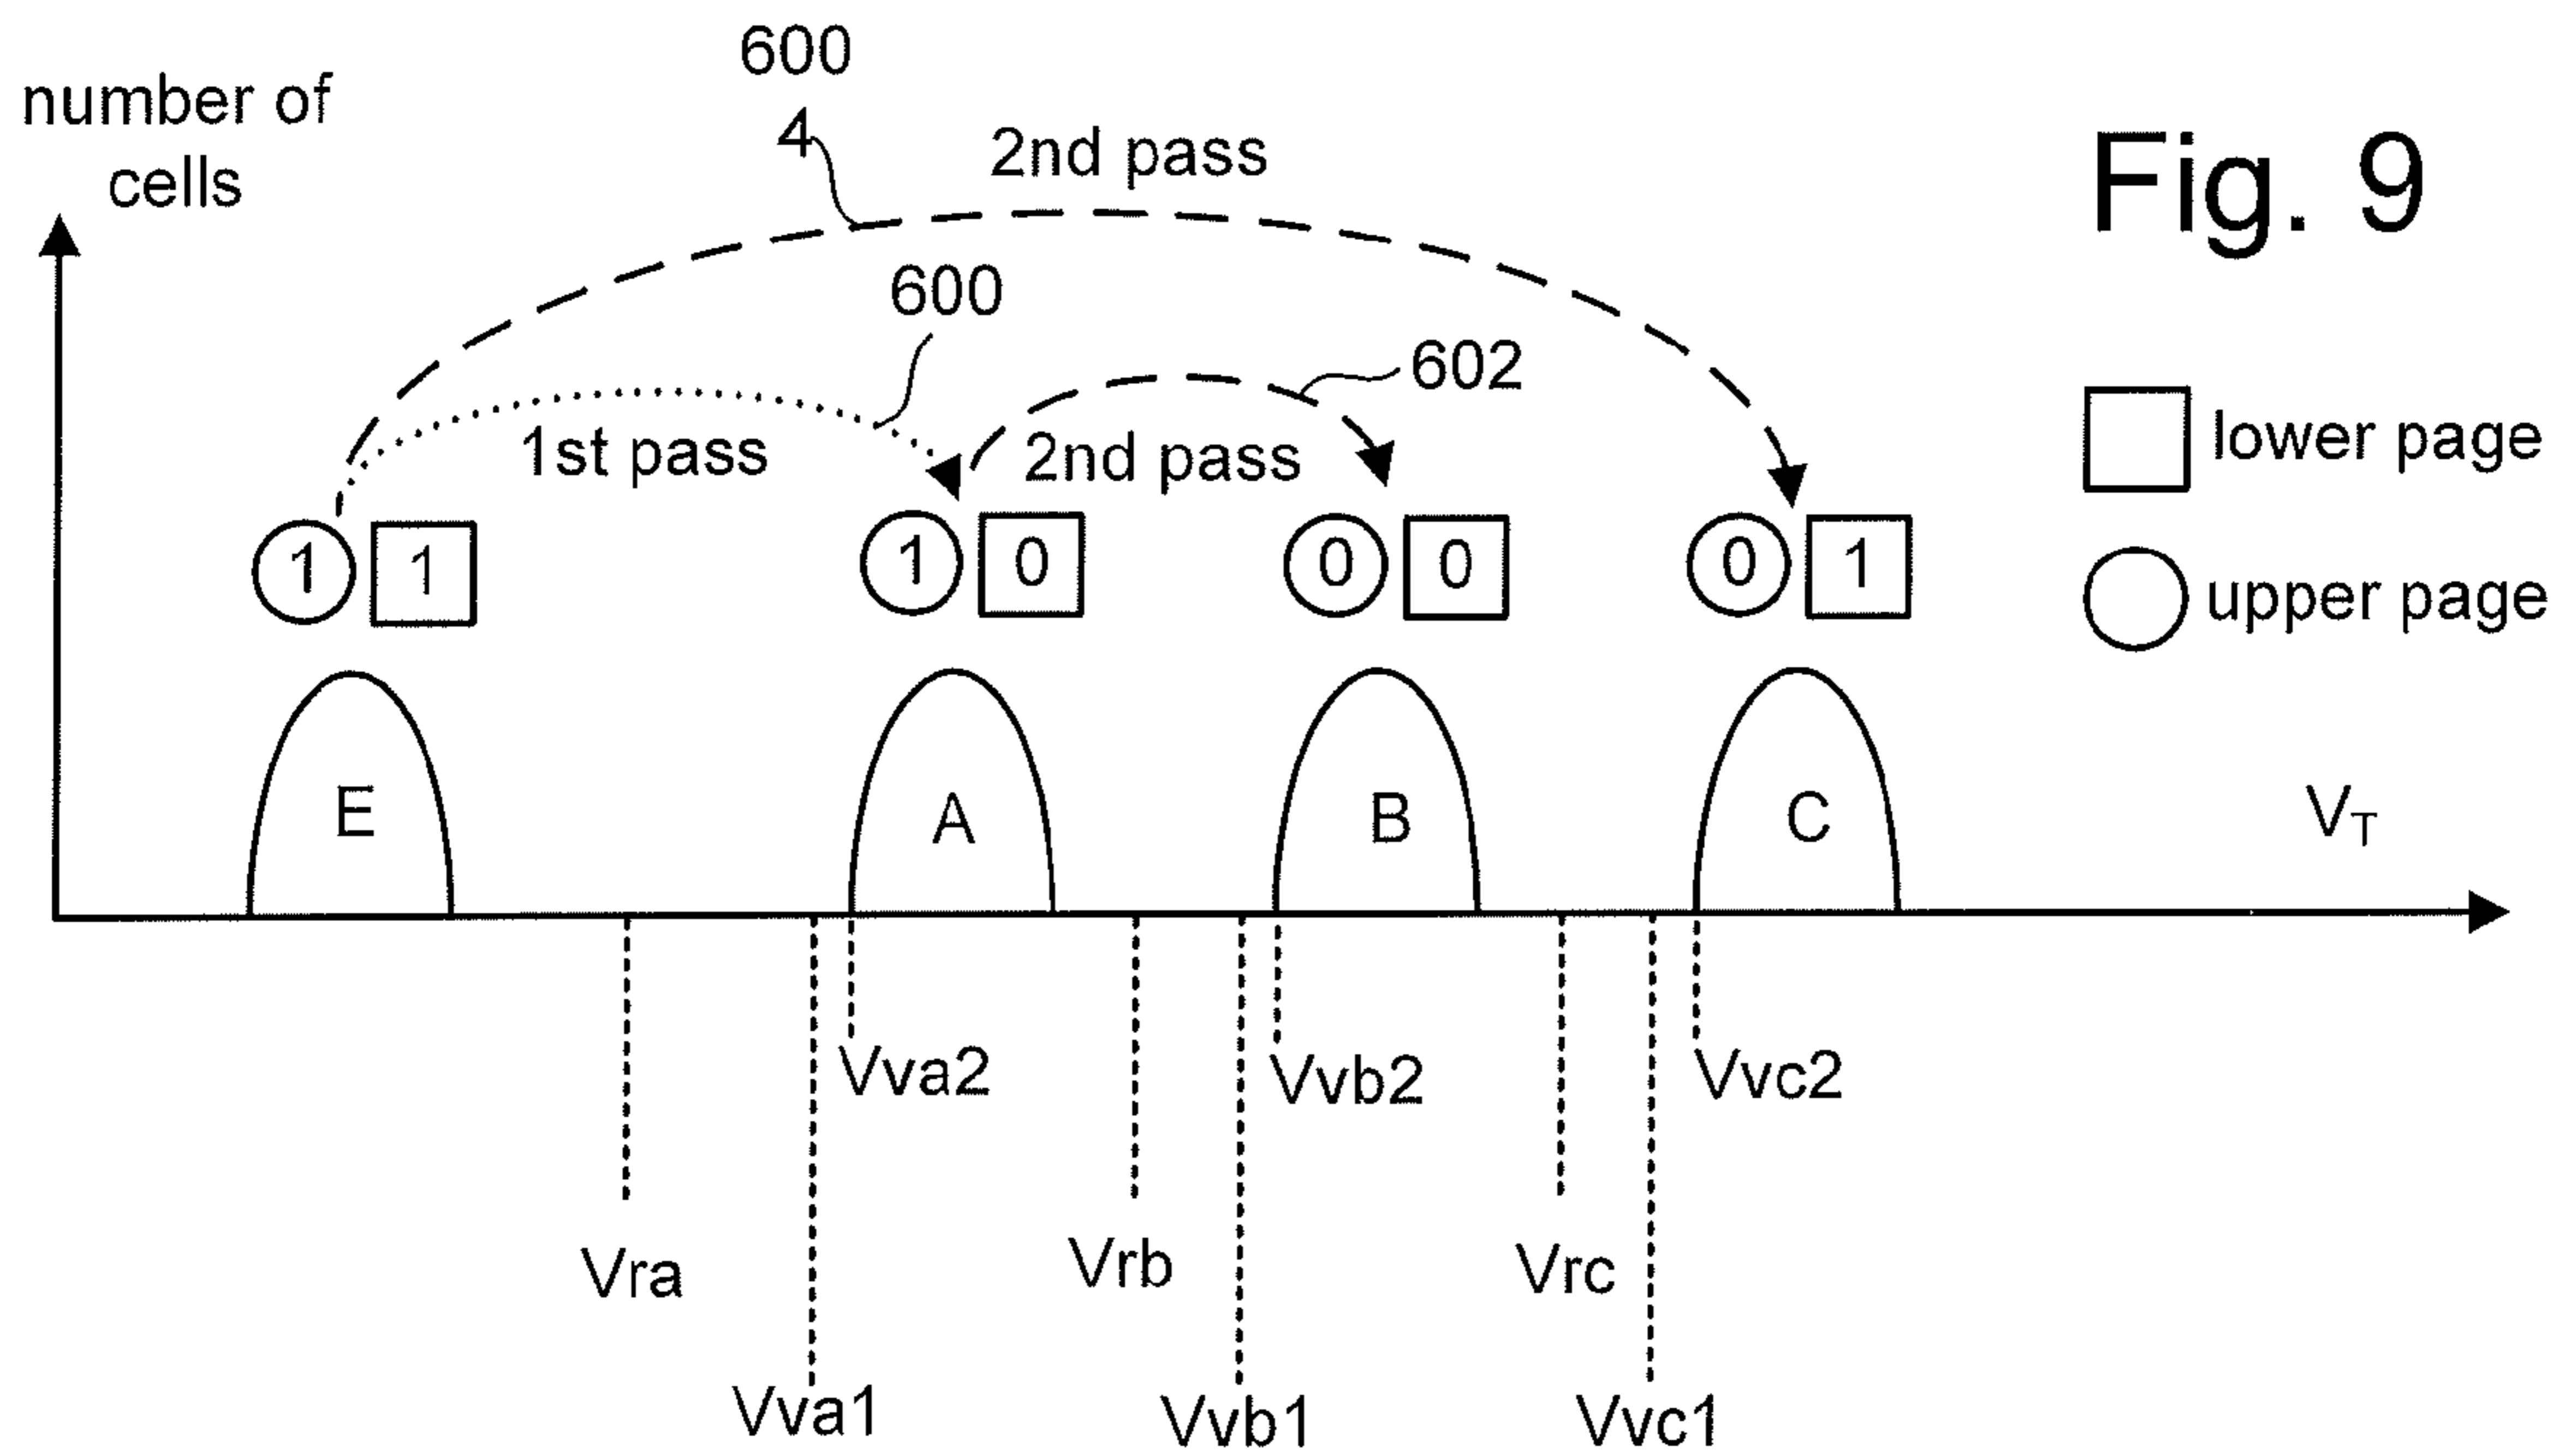 600
number of
cells
4
2nd pass
Fig. 9
600
602
1st pass
2nd pass
lower page
1 1
1 0
0 0
0 1
upper page
E
A
B
C
VT
Vva2
Vvb2
Vvc2
Vra
Vrb
Vrc
Vva1
Vvb1
Vvc1